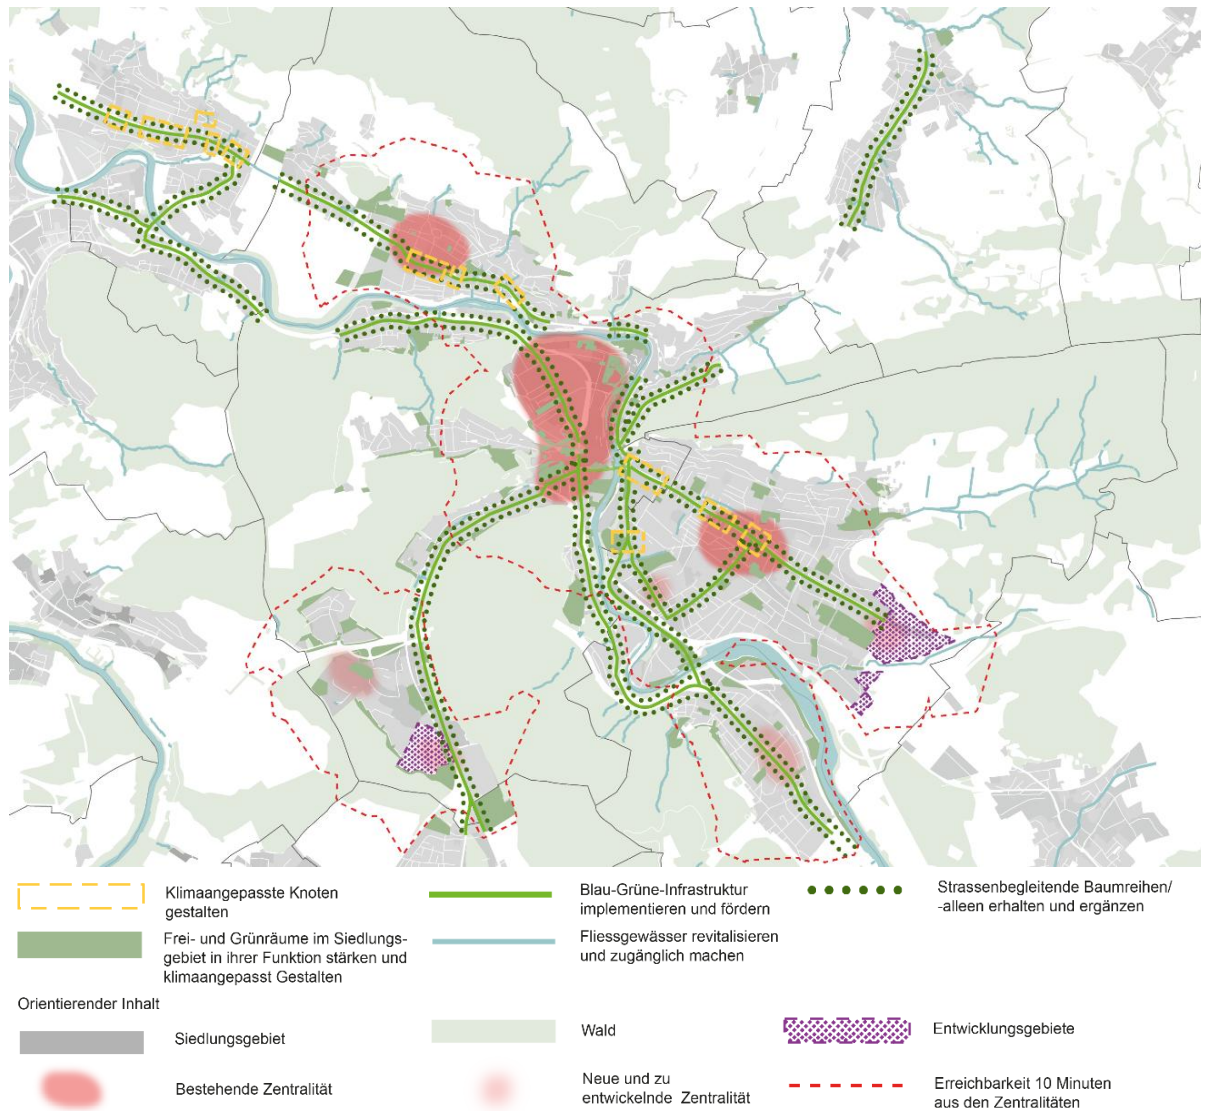 Klimaangepasste Knoten
gestalten
Blau-Grüne-Infrastruktur
implementieren und fördern
Strassenbegleitende Baumreihen/
-alleen erhalten und ergänzen
Frei- und Grünräume im Siedlungs-
gebiet in ihrer Funktion stärken und
klimaangepasst Gestalten
Fliessgewässer revitalisieren
und zugänglich machen
Orientierender Inhalt
Siedlungsgebiet
Wald
Entwicklungsgebiete
Bestehende Zentralität
Neue und zu
entwickelnde Zentralität
Erreichbarkeit 10 Minuten
aus den Zentralitäten